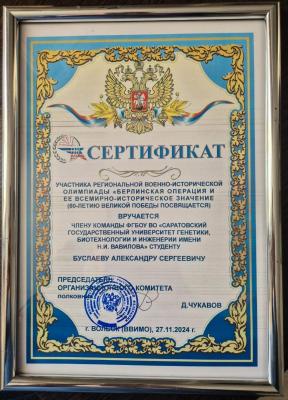 СЕРТИФИКАТ
УЧАСТНИКА РЕГИОНАЛЬНОЙ ВОЕННО-ИСТОРИЧЕСКОЙ
ОЛИМПИАДЫ «БЕРЛИНСКАЯ ОПЕРАЦИЯ И
ЕЕ ВСЕМИРНО-ИСТОРИЧЕСКОЕ ЗНАЧЕНИЕ
(80-ЛЕТИЮ ВЕЛИКОЙ ПОБЕДЫ ПОСВЯЩАЕТСЯ)
ВРУЧАЕТСЯ
ЧЛЕНУ КОМАНДЫ ФГБОУ ВО «САРАТОВСКИЙ
ГОСУДАРСТВЕННЫЙ УНИВЕРСИТЕТ ГЕНЕТИКИ,
БИОТЕХНОЛОГИИ И ИНЖЕНЕРИИ ИМЕНИ
Н.И. ВАВИЛОВА» СТУДЕНТУ
БУСЛАЕВУ АЛЕКСАНДРУ СЕРГЕЕВИЧУ
ПРЕДСЕДАТЕЛЬ
ОРГАНИЗАЦИОННОГО КОМИТЕТА
ПОЛКОВНИК
Д.ЧУКАВОВ
г. ВОЛЬСК (ВВИМО), 27.11.2024 г.